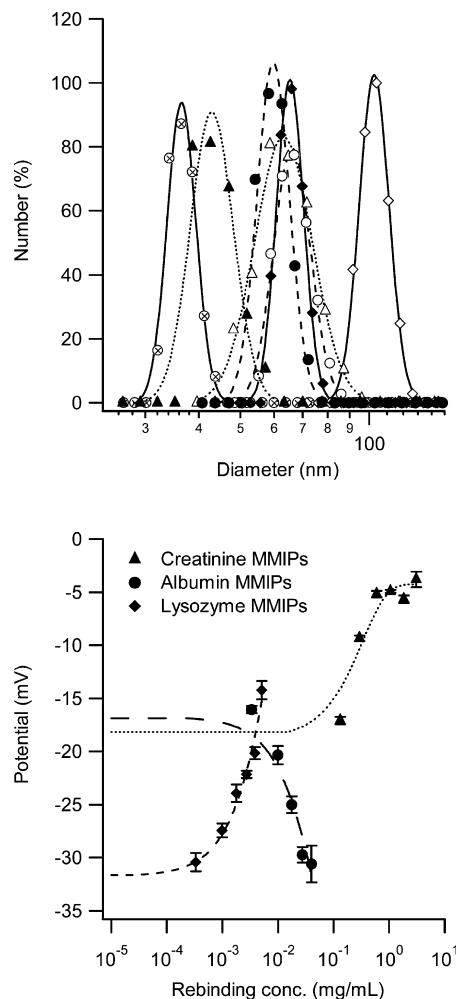 120
100
80
60
40
20
0
Number (%)
3 4 5 6 7 8 9 100
Diameter (nm)
0
-5
-10
-15
-20
-25
-30
-35
Potential (mV)
Creatinine MMIPs
Albumin MMIPs
Lysozyme MMIPs
10⁻⁵ 10⁻⁴ 10⁻³ 10⁻² 10⁻¹ 10⁰ 10¹
Rebinding conc. (mg/mL)